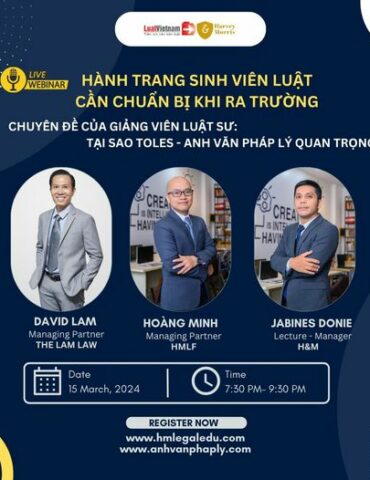 LuatVietnam
Harvey
Morris
LIVE
WEBINAR
HÀNH TRANG SINH VIÊN LUẬT
CẦN CHUẨN BỊ KHI RA TRƯỜNG
CHUYÊN ĐỀ CỦA GIẢNG VIÊN LUẬT SƯ:
TẠI SAO TOLES - ANH VĂN PHÁP LÝ QUAN TRỌNG
DAVID LAM
Managing Partner
THE LAM LAW
HOÀNG MINH
Managing Partner
HMLF
JABINES DONIE
Lecture - Manager
H&M
Date
15 March, 2024
Time
7:30 PM- 9:30 PM
REGISTER NOW
www.hmlegaledu.com
www.anhvanphaply.com